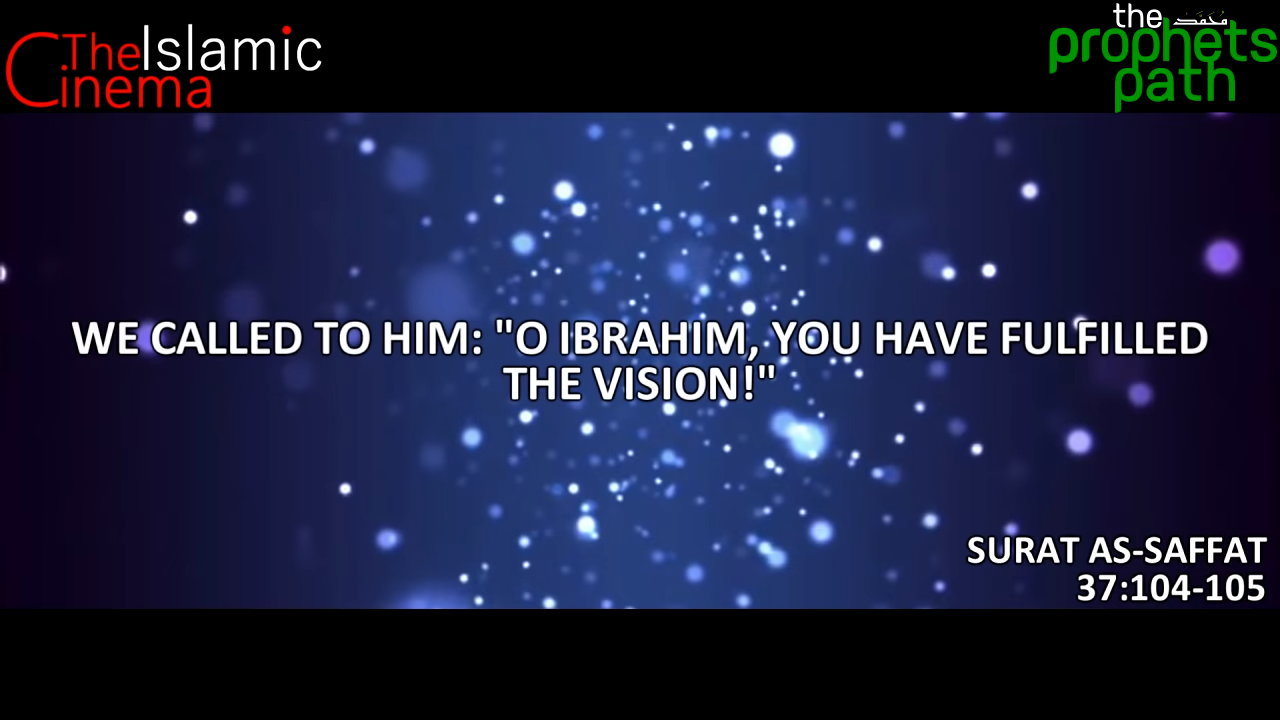 TheIslamic
Cinema
the محمد
prophets
path
WE CALLED TO HIM: "O IBRAHIM, YOU HAVE FULFILLED
THE VISION!"
SURAT AS-SAFFAT
37:104-105